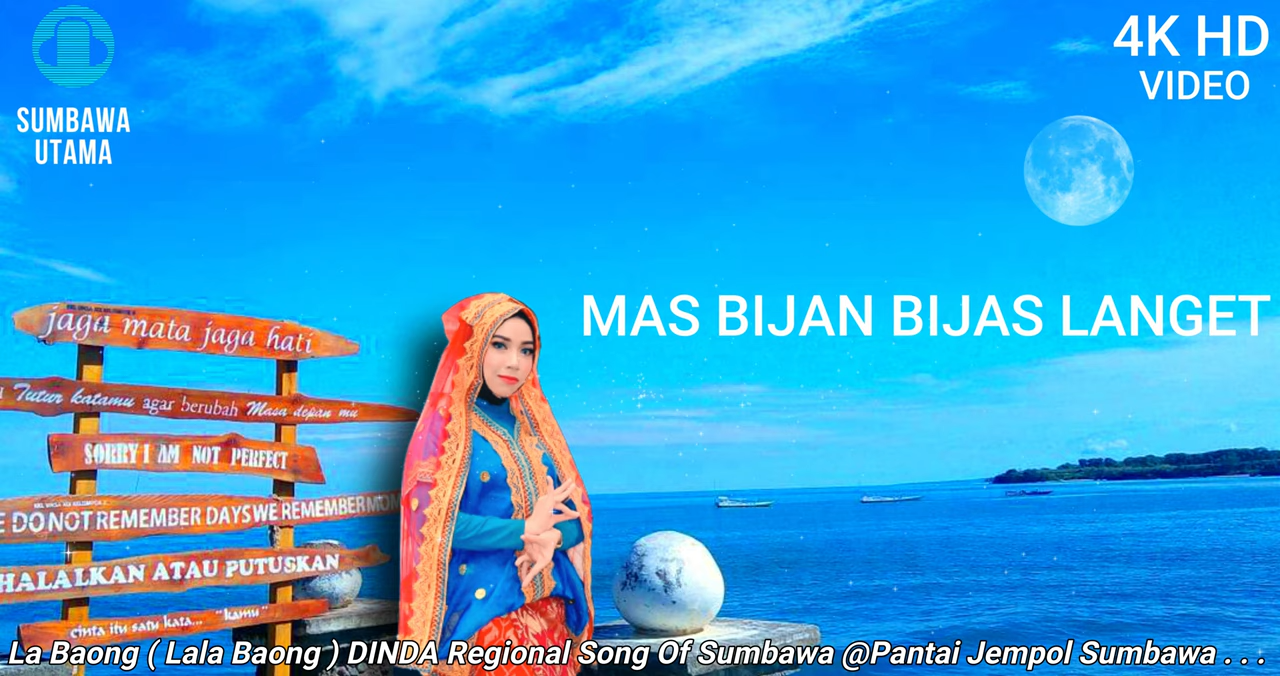 SUMBAWA
UTAMA
4K HD
VIDEO
MAS BIJAN BIJAS LANGET
jaga mata jaga hati
Tutur katamu agar berubah Masa depan mu
SORRY I AM NOT PERFECT
E DO NOT REMEMBER DAYS WE REMEMBER MOM
HALALKAN ATAU PUTUSKAN
cinta itu satu kata... "kamu"
La Baong ( Lala Baong ) DINDA Regional Song Of Sumbawa @Pantai Jempol Sumbawa . . .